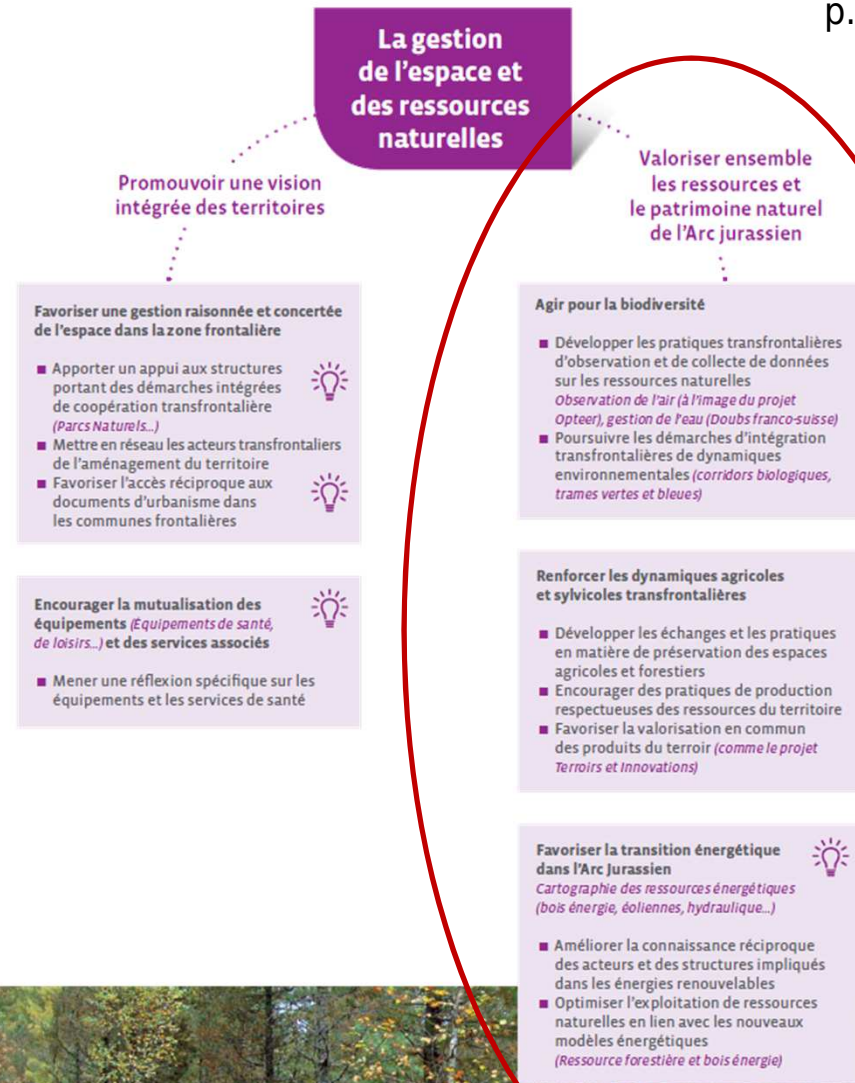 p.
La gestion
de l'espace et
des ressources
naturelles
Promouvoir une vision
intégrée des territoires
Favoriser une gestion raisonnée et concertée
de l'espace dans la zone frontalière
■ Apporter un appui aux structures
portant des démarches intégrées
de coopération transfrontalière
(Parcs Naturels...)
■ Mettre en réseau les acteurs transfrontaliers
de l'aménagement du territoire
■ Favoriser l'accès réciproque aux
documents d'urbanisme dans
les communes frontalières
Encourager la mutualisation des
équipements (Équipements de santé,
de loisirs...) et des services associés
■ Mener une réflexion spécifique sur les
équipements et les services de santé
Valoriser ensemble
les ressources et
le patrimoine naturel
de l'Arc jurassien
Agir pour la biodiversité
■ Développer les pratiques transfrontalières
d'observation et de collecte de données
sur les ressources naturelles
Observation de l'air (à l'image du projet
Opteer), gestion de l'eau (Doubs franco-suisse)
■ Poursuivre les démarches d'intégration
transfrontalières de dynamiques
environnementales (corridors biologiques,
trames vertes et bleues)
Renforcer les dynamiques agricoles
et sylvicoles transfrontalières
■ Développer les échanges et les pratiques
en matière de préservation des espaces
agricoles et forestiers
■ Encourager des pratiques de production
respectueuses des ressources du territoire
■ Favoriser la valorisation en commun
des produits du terroir (comme le projet
Terroirs et Innovations)
Favoriser la transition énergétique
dans l'Arc Jurassien
Cartographie des ressources énergétiques
(bois énergie, éoliennes, hydraulique...)
■ Améliorer la connaissance réciproque
des acteurs et des structures impliqués
dans les énergies renouvelables
■ Optimiser l'exploitation de ressources
naturelles en lien avec les nouveaux
modèles énergétiques
(Ressource forestière et bois énergie)